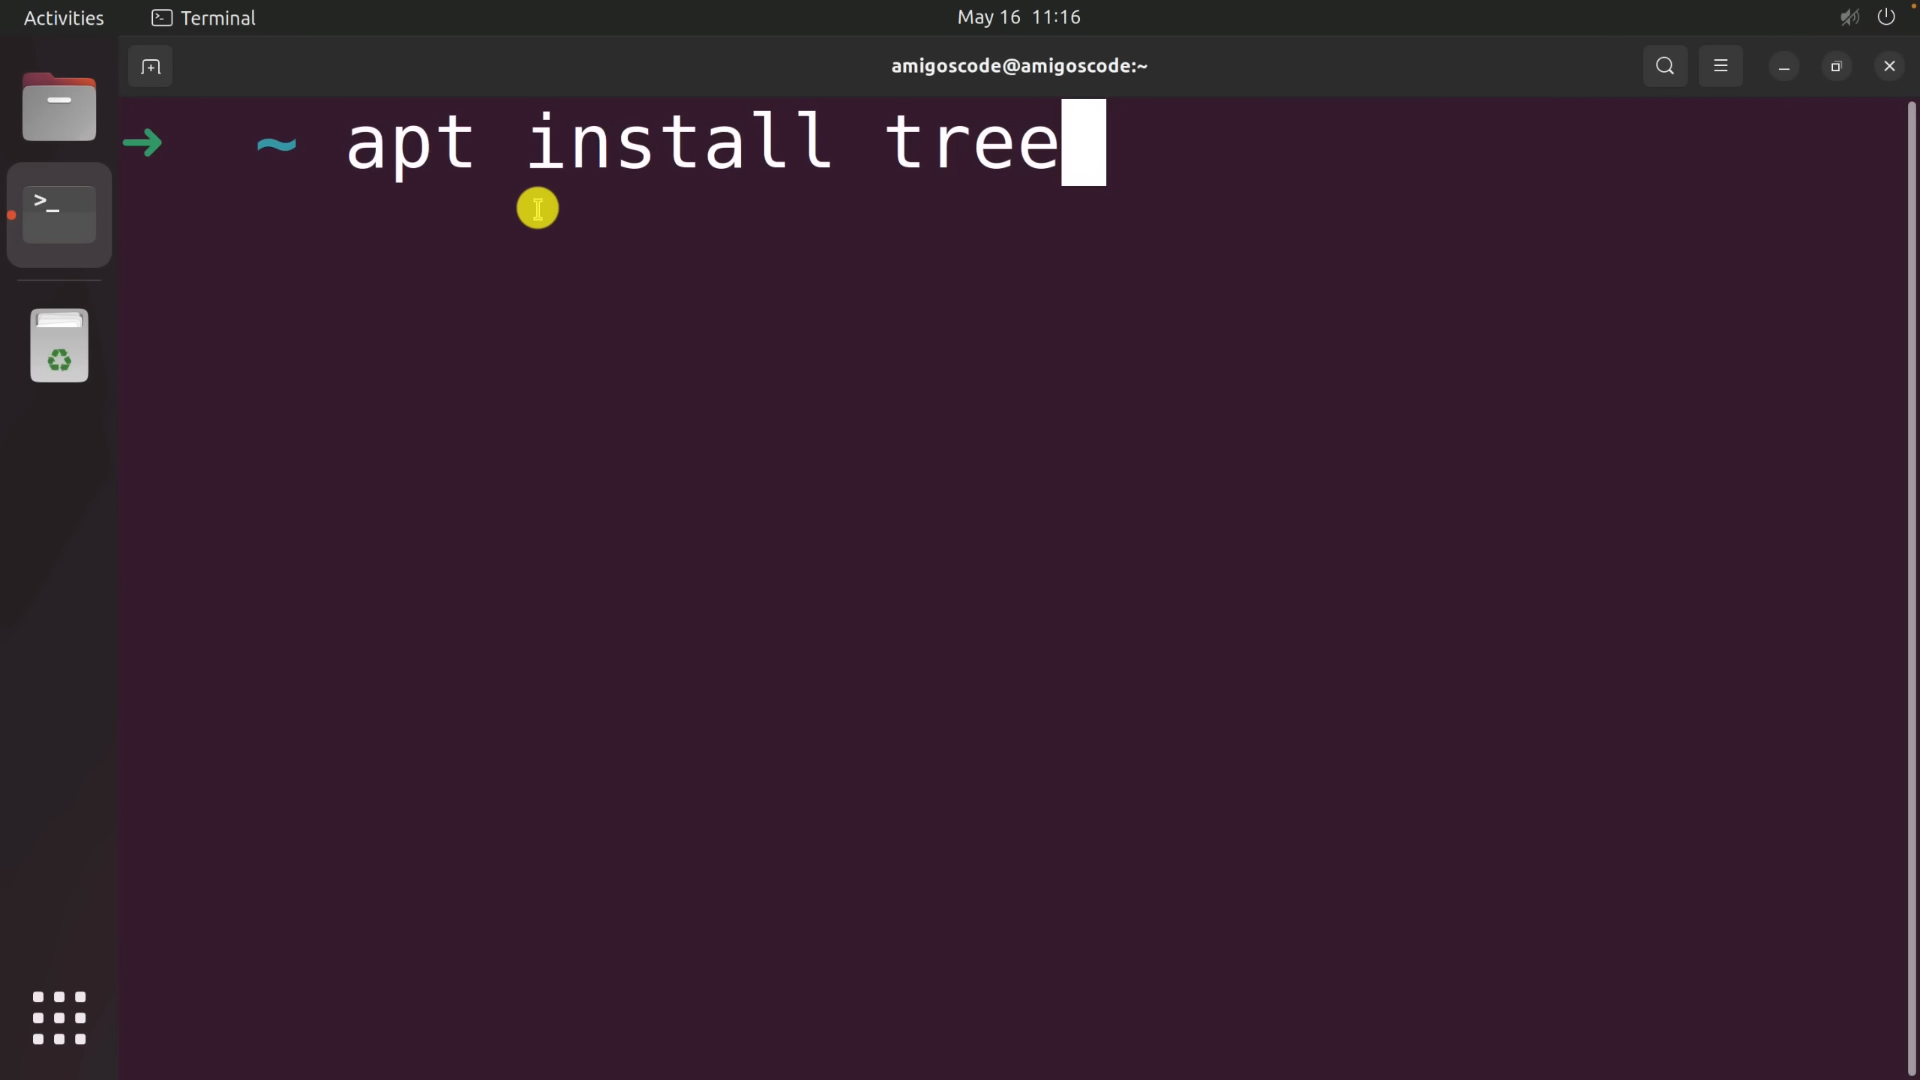 Activities
Terminal
May 16 11:16
amigoscode@amigoscode:~
➜ ~ apt install tree
>_